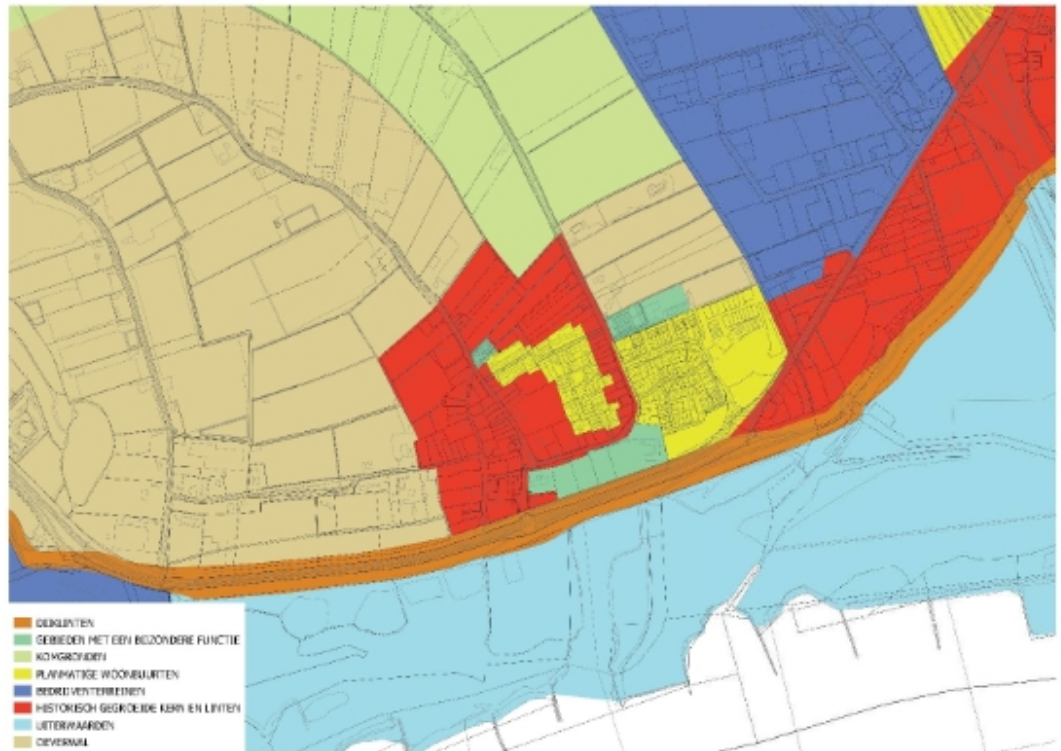 DIJKLINTEN
GEBIEDEN MET EEN BIJZONDERE FUNCTIE
KOMGRONDEN
PLANMATIGE WOONBUURTEN
BEDRIJVENTERREINEN
HISTORISCH GEGROEIDE KERN EN LINTEN
UITERWAARDEN
OEVERWAL